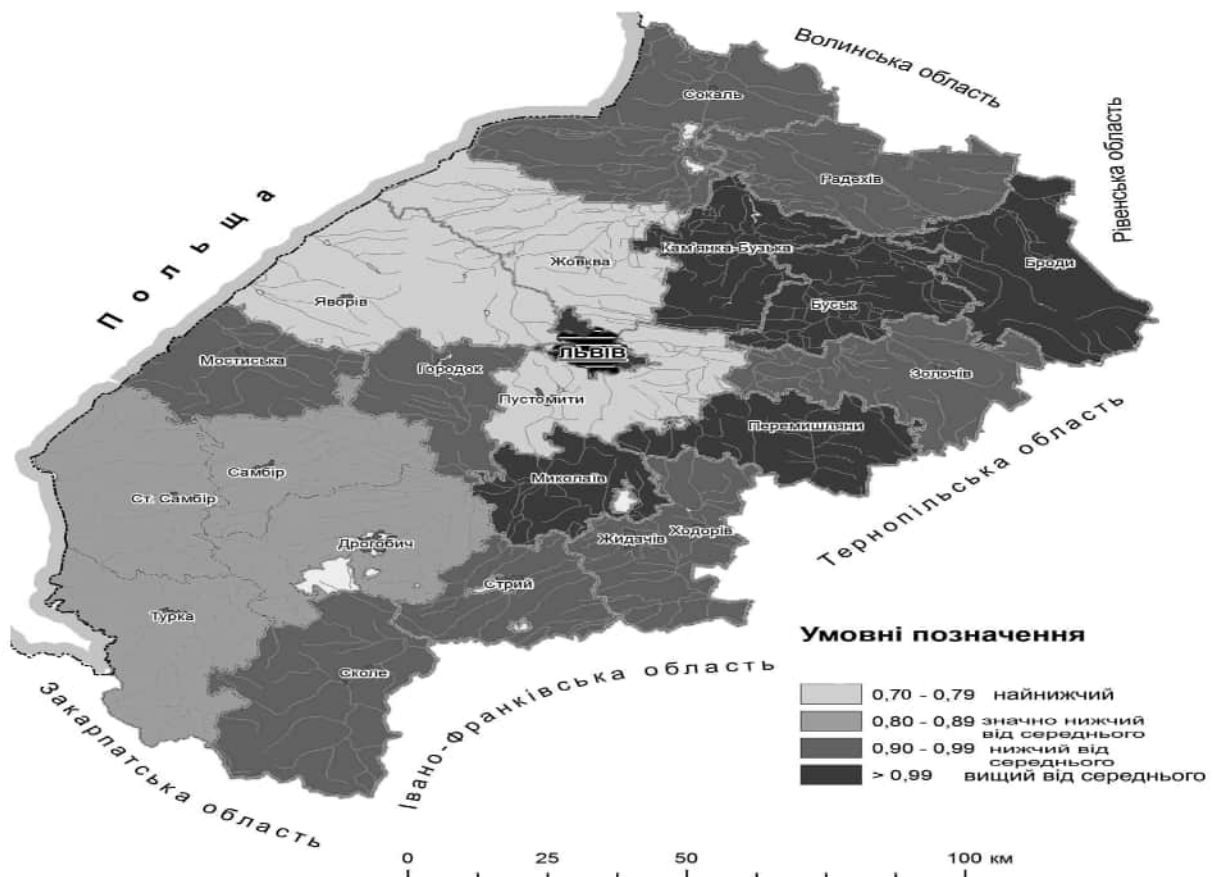 Волинська область
Рівенська область
Польща
Сокаль
Радехів
Кам'янка-Бузька
Броди
Жовква
Буськ
Яворів
Мостиська
Городок
ЛЬВІВ
Золочів
Пустомити
Перемишляни
Самбір
Ст. Самбір
Миколаїв
Дрогобич
Жидачів
Ходорів
Стрий
Турка
Сколе
Тернопільська область
Івано-Франківська область
Закарпатська область
Умовні позначення
0,70 - 0,79 найнижчий
0,80 - 0,89 значно нижчий
від середнього
0,90 - 0,99 нижчий від
середнього
> 0,99 вищий від середнього
0 25 50 100 км